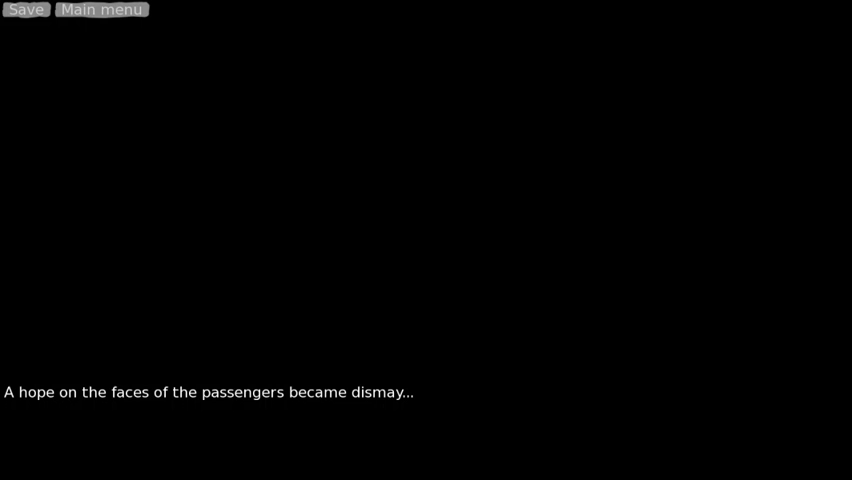 Save Main menu
A hope on the faces of the passengers became dismay...